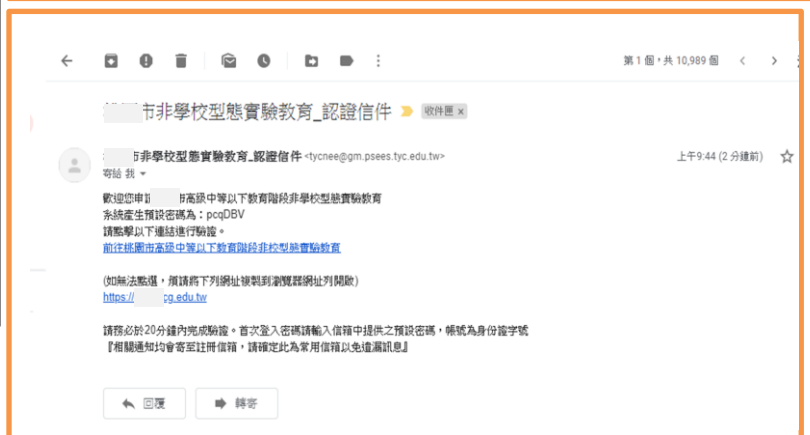 第 1 個，共 10,989 個
市非學校型態實驗教育_認證信件 收件匣 x
市非學校型態實驗教育_認證信件 <tycnee@gm.psees.tyc.edu.tw> 上午9:44 (2 分鐘前)
寄給 我
歡迎您申 市高級中等以下教育階段非學校型態實驗教育
系統產生預設密碼為：pcqDBV
請點擊以下連結進行驗證。
前往桃園市高級中等以下教育階段非校型態實驗教育
(如無法點選，煩請將下列網址複製到瀏覽器網址列開啟)
https:// cg.edu.tw
請務必於20分鐘內完成驗證。首次登入密碼請輸入信箱中提供之預設密碼，帳號為身份證字號
『相關通知均會寄至註冊信箱，請確定此為常用信箱以免遺漏訊息』
回覆 轉寄